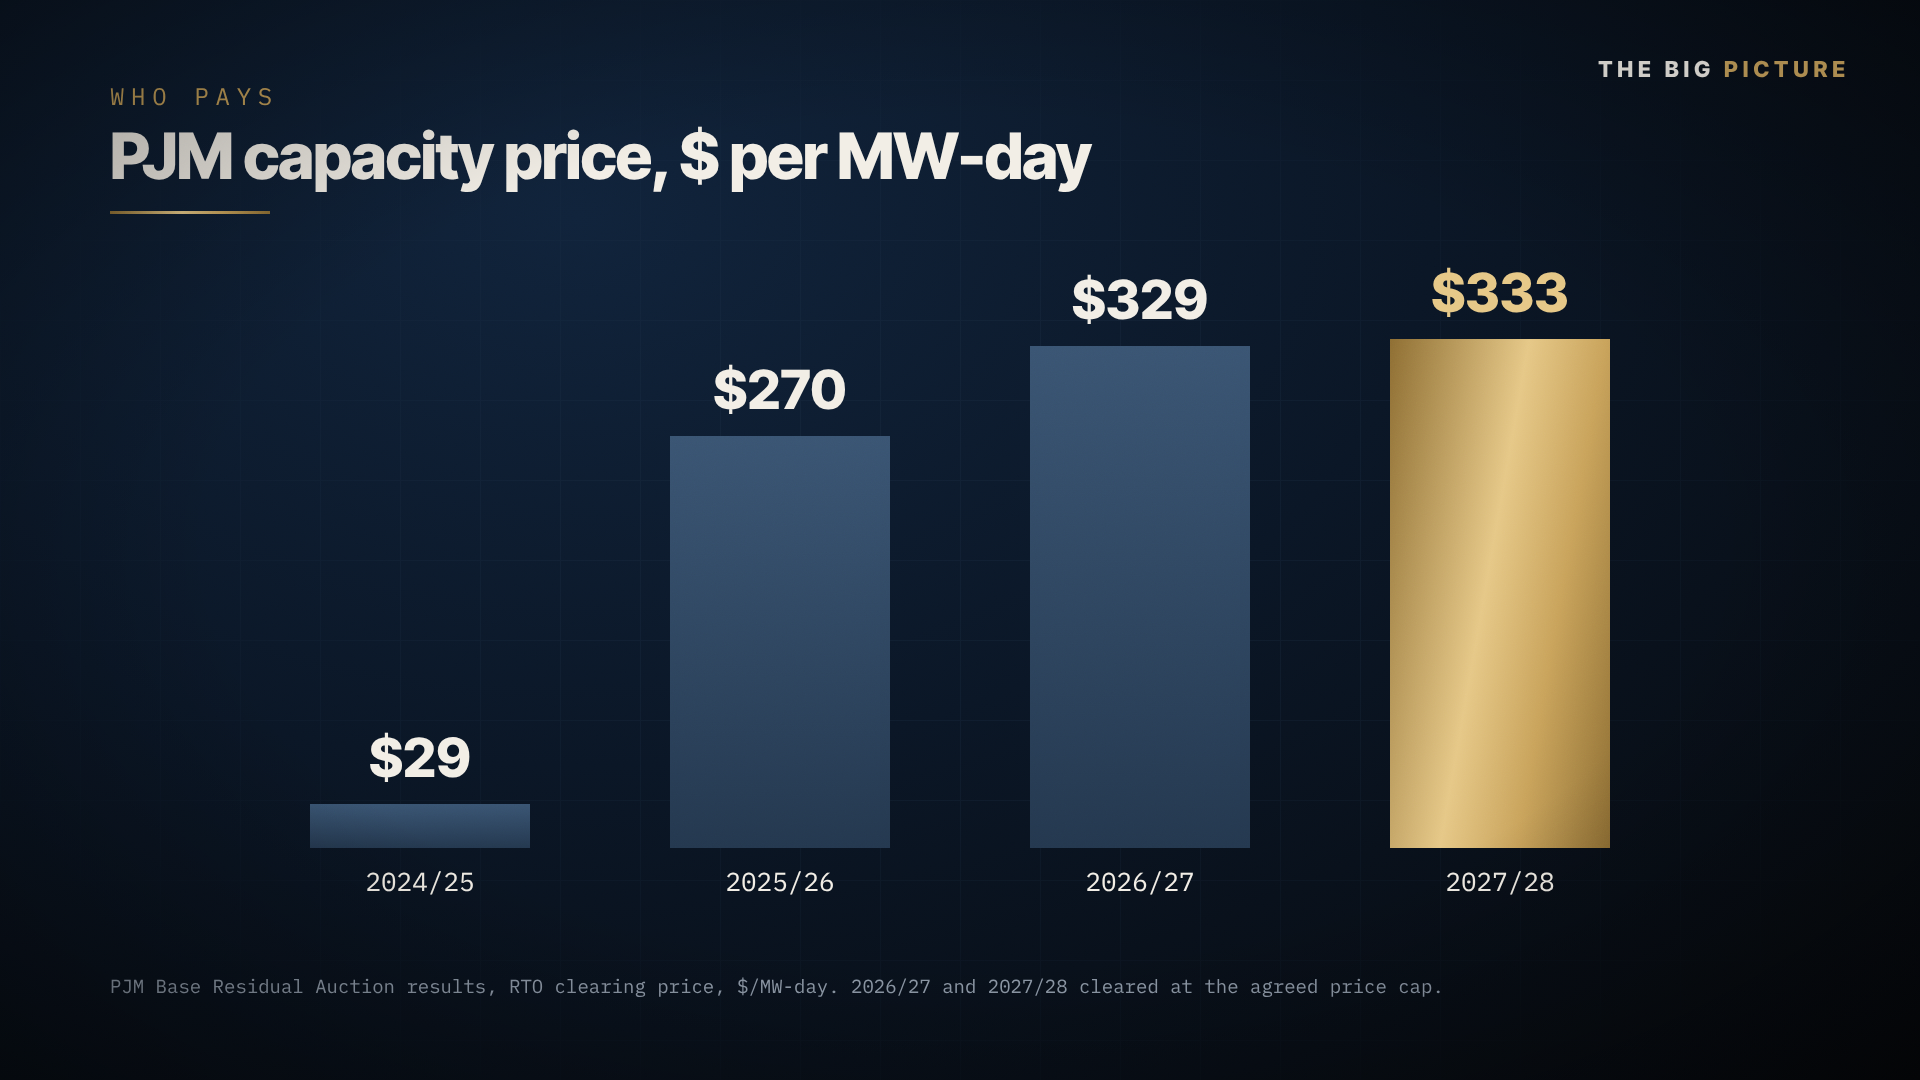 THE BIG PICTURE
WHO PAYS
PJM capacity price, $ per MW-day
$29
$270
$329
$333
2024/25
2025/26
2026/27
2027/28
PJM Base Residual Auction results, RTO clearing price, $/MW-day. 2026/27 and 2027/28 cleared at the agreed price cap.